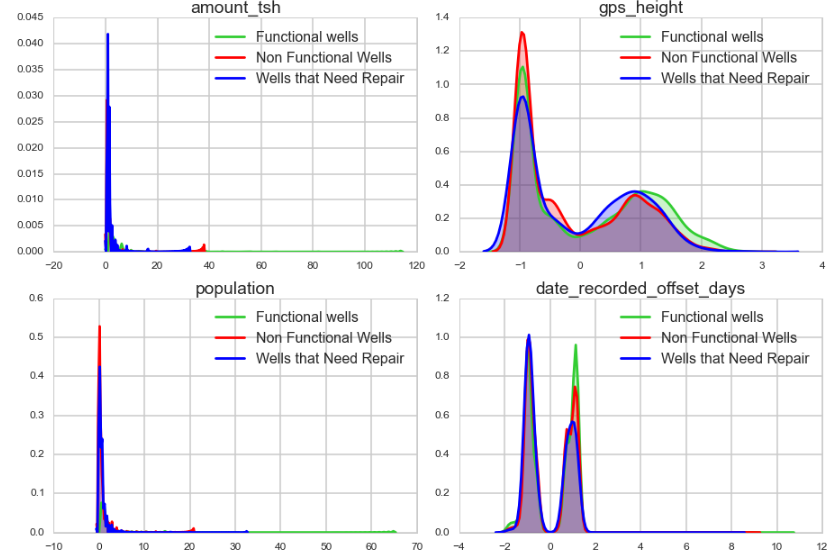 amount_tsh
0.045
0.040
0.035
0.030
0.025
0.020
0.015
0.010
0.005
0.000
−20 0 20 40 60 80 100 120
Functional wells
Non Functional Wells
Wells that Need Repair
gps_height
1.4
1.2
1.0
0.8
0.6
0.4
0.2
0.0
−2 −1 0 1 2 3 4
Functional wells
Non Functional Wells
Wells that Need Repair
population
0.6
0.5
0.4
0.3
0.2
0.1
0.0
−10 0 10 20 30 40 50 60 70
Functional wells
Non Functional Wells
Wells that Need Repair
date_recorded_offset_days
1.2
1.0
0.8
0.6
0.4
0.2
0.0
−4 −2 0 2 4 6 8 10 12
Functional wells
Non Functional Wells
Wells that Need Repair